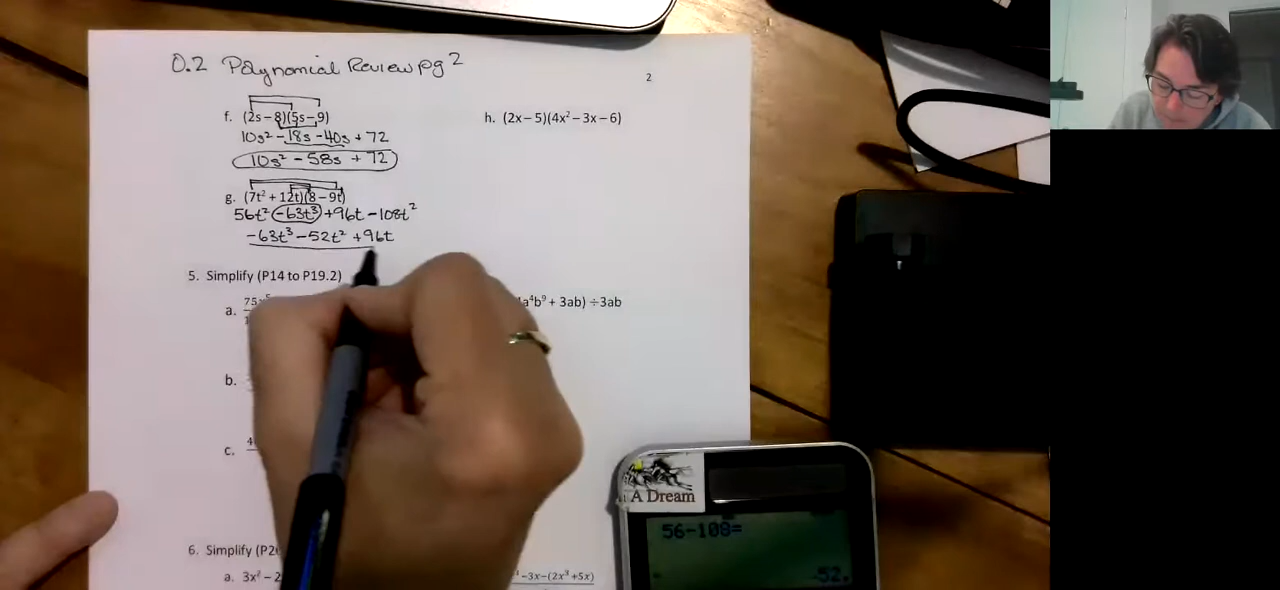 0.2 Polynomial Review pg 2
2
f. (2s – 8)(5s – 9)
10s² - 18s - 40s + 72
10s² - 58s + 72
g. (7t² + 12t)(8 – 9t)
56t² - 63t³ + 96t - 108t²
- 63t³ - 52t² + 96t
h. (2x – 5)(4x² – 3x – 6)
5. Simplify (P14 to P19.2)
a.
a⁴b⁹ + 3ab) ÷ 3ab
b.
c.
6. Simplify
a. 3x² – 2
–3x–(2x³+5x)
A Dream
56-108=
-52.